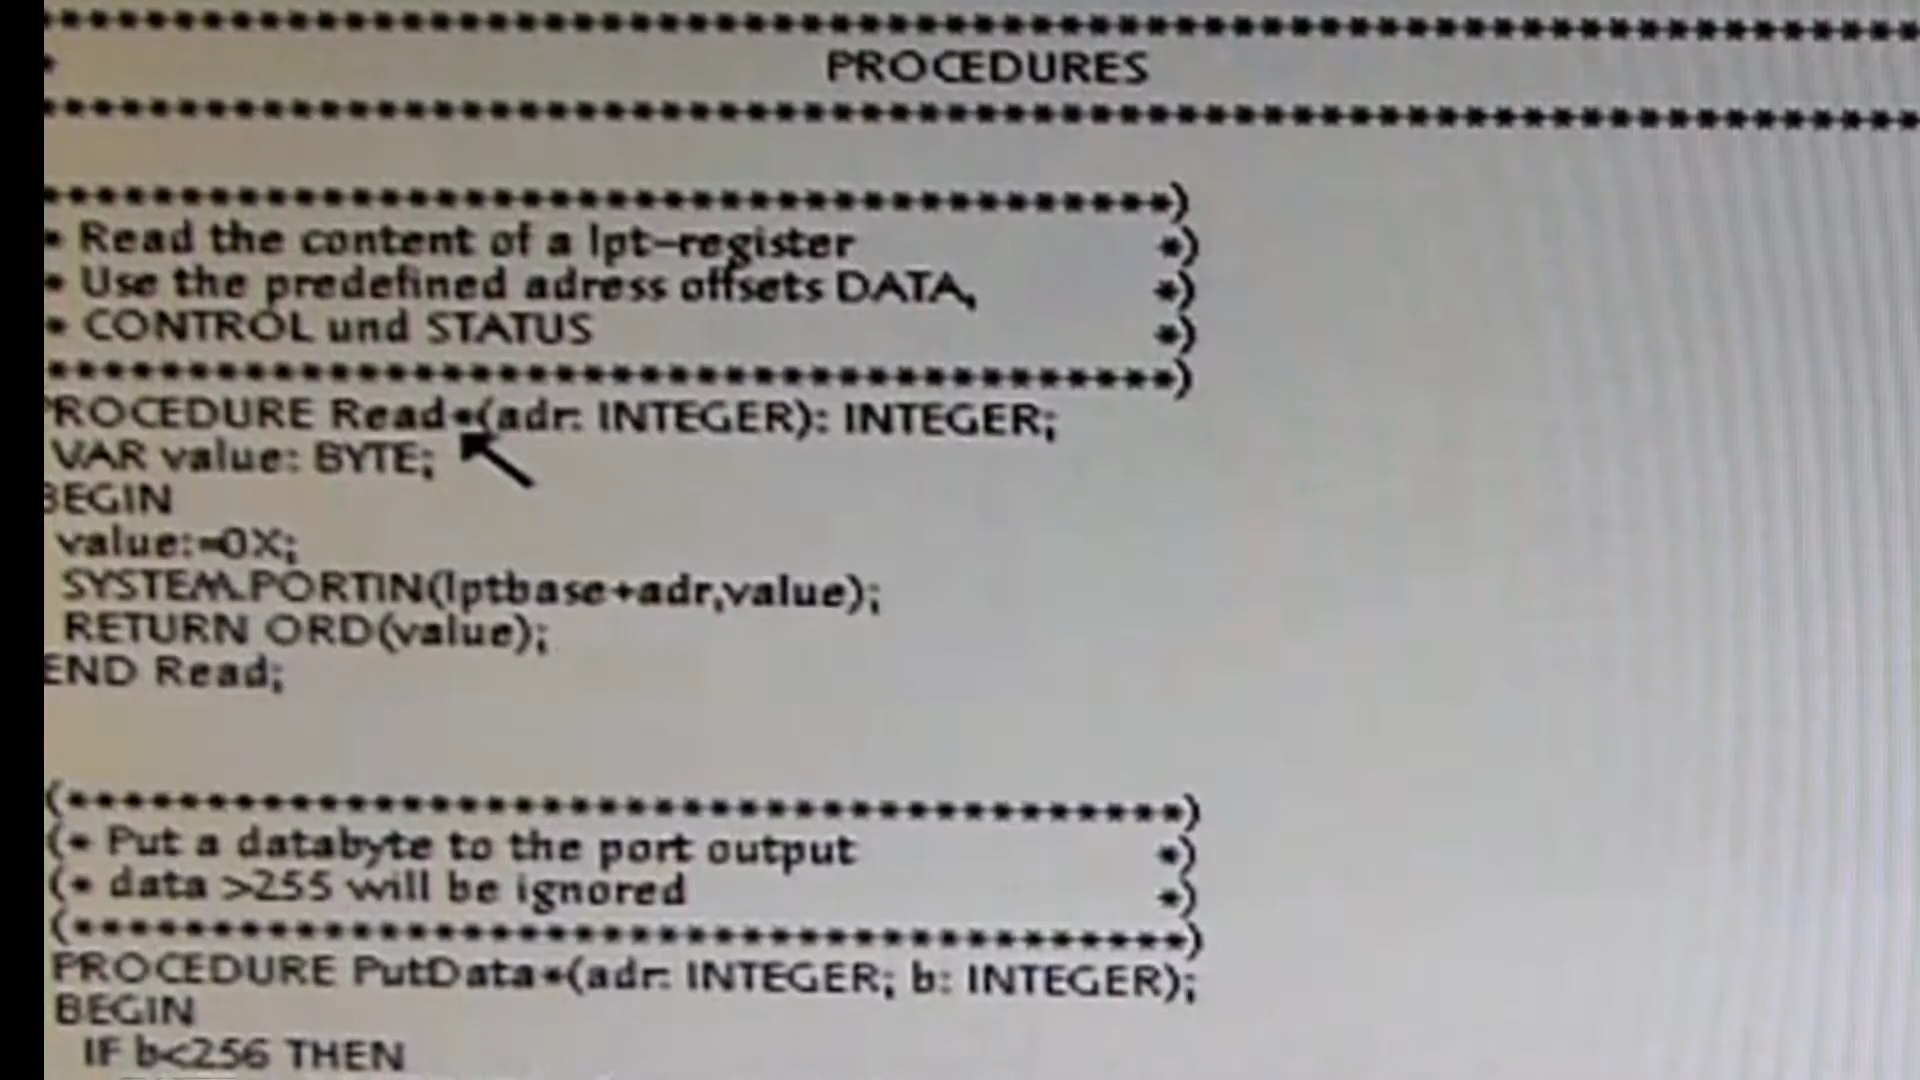 PROCEDURES
******************************************)
* Read the content of a lpt-register *)
* Use the predefined adress offsets DATA, *)
* CONTROL und STATUS *)
******************************************)
PROCEDURE Read*(adr: INTEGER): INTEGER;
VAR value: BYTE;
BEGIN
value:=0X;
SYSTEM.PORTIN(lptbase+adr,value);
RETURN ORD(value);
END Read;
(******************************************)
(* Put a databyte to the port output *)
(* data >255 will be ignored *)
(******************************************)
PROCEDURE PutData*(adr: INTEGER; b: INTEGER);
BEGIN
IF b<256 THEN